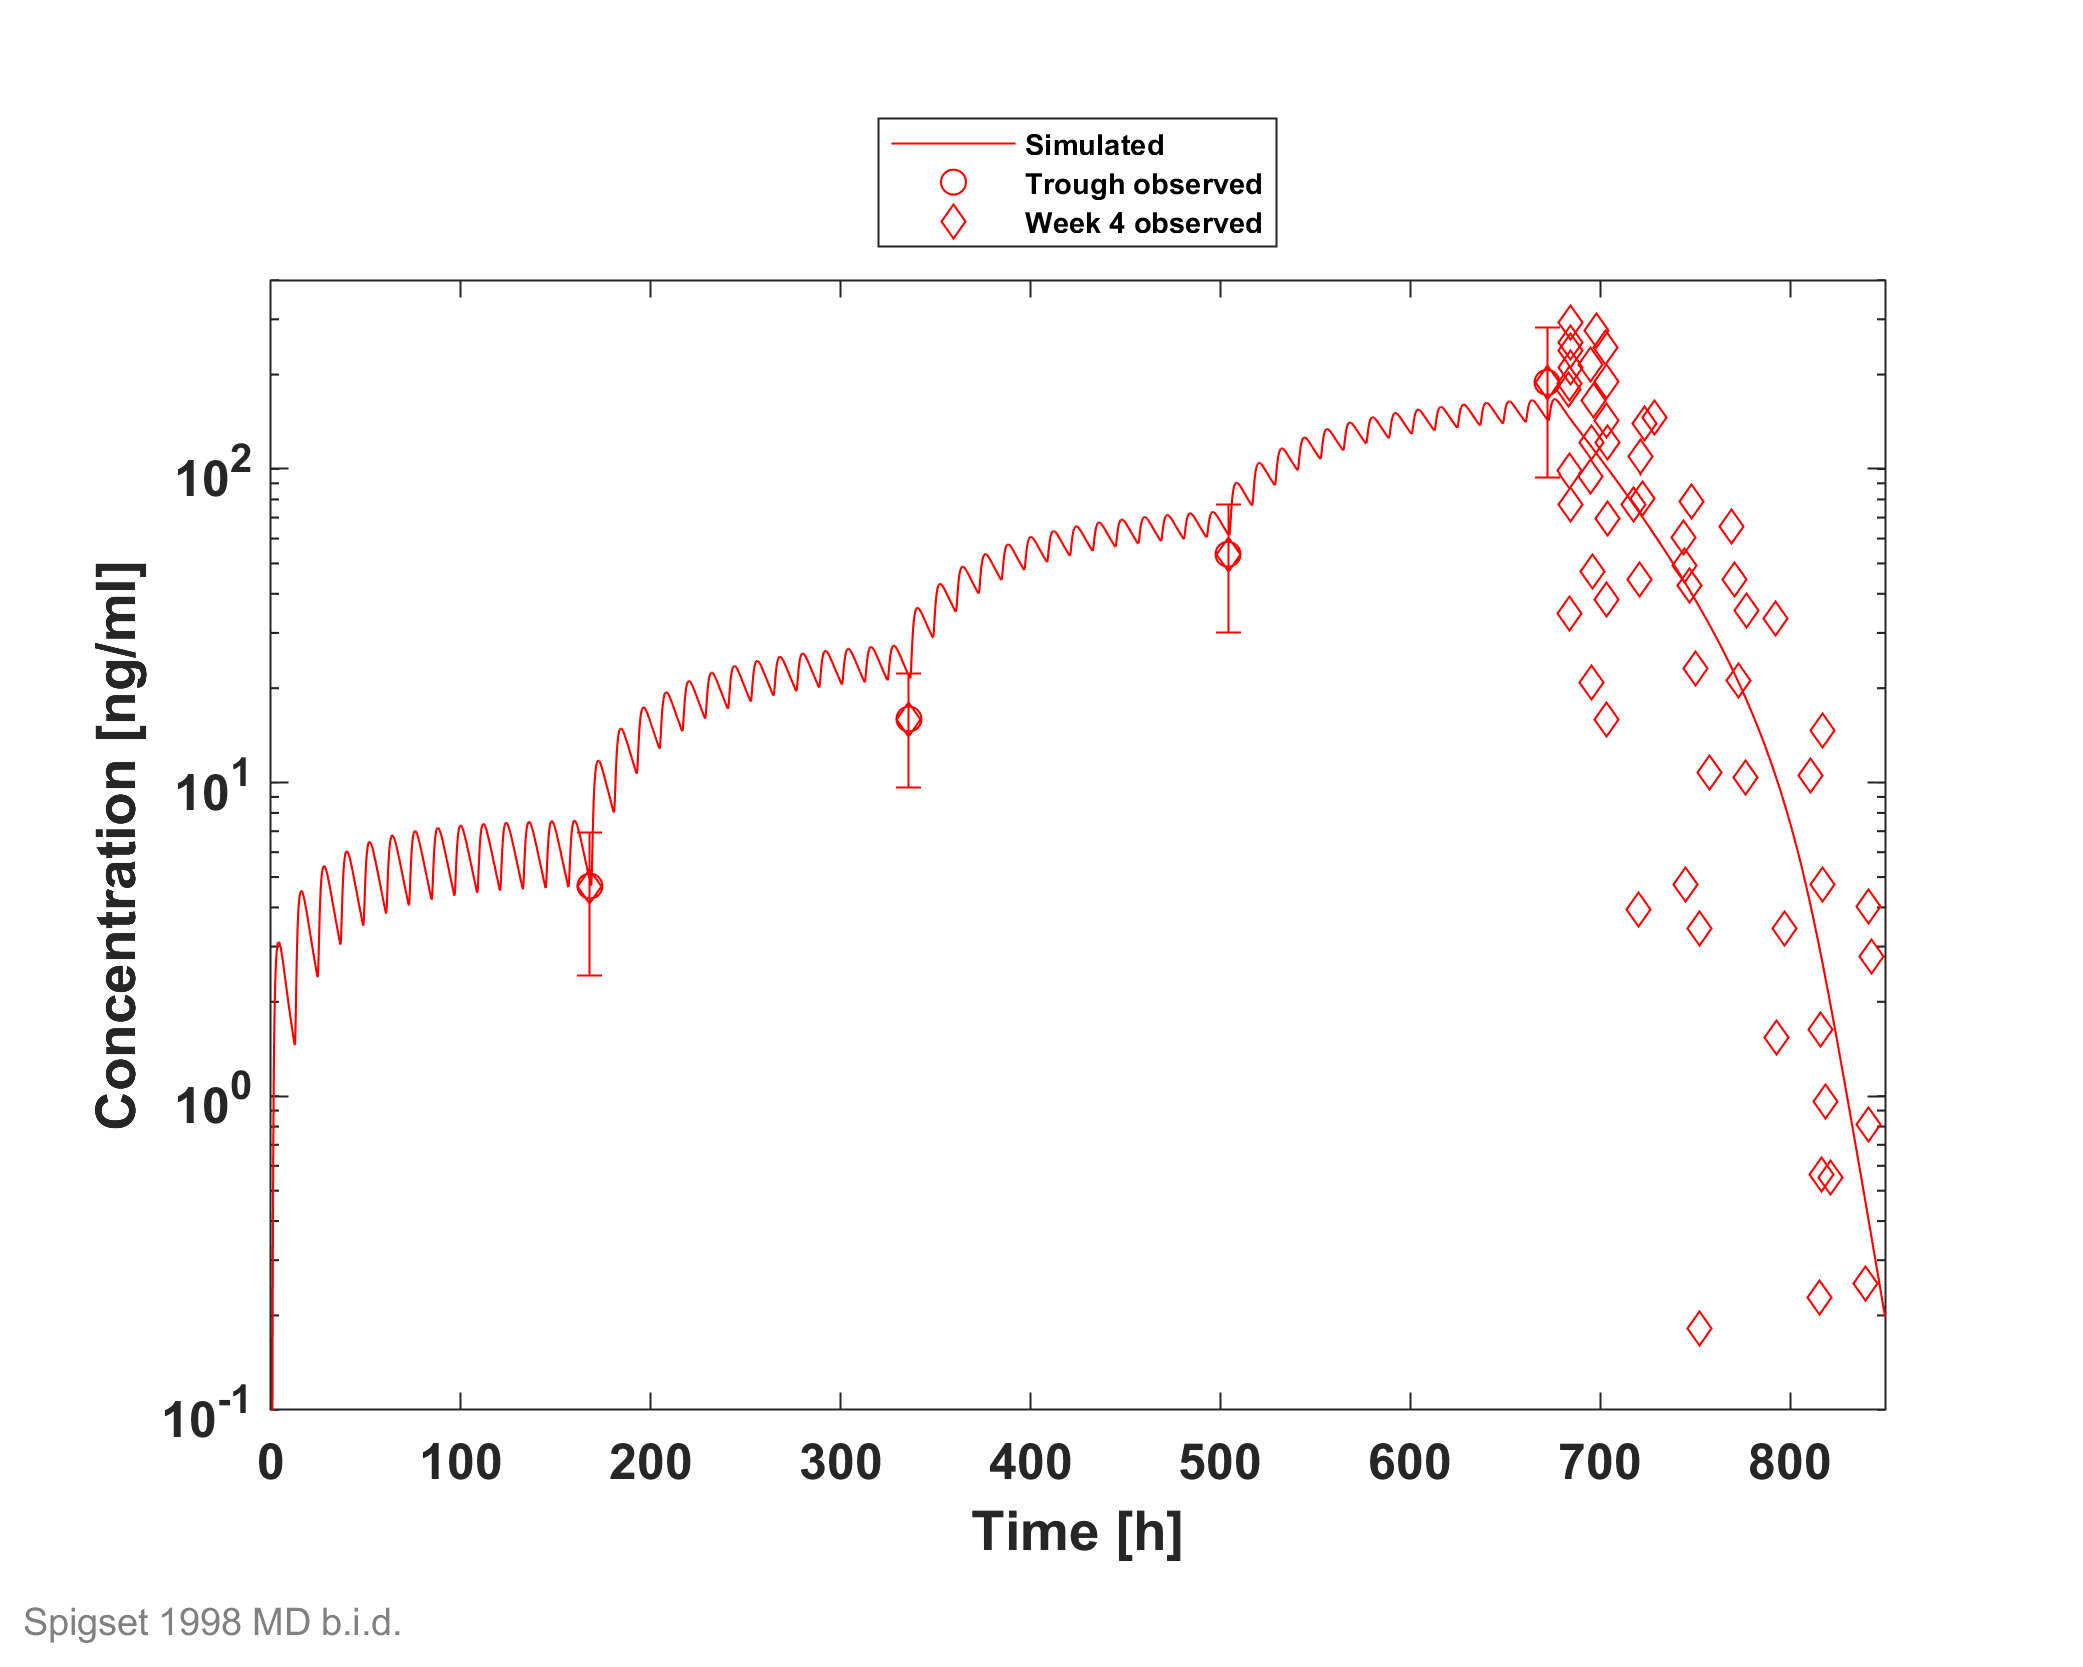 Simulated
Trough observed
Week 4 observed
Concentration [ng/ml]
10^2
10^1
10^0
10^-1
0 100 200 300 400 500 600 700 800
Time [h]
Spigset 1998 MD b.i.d.